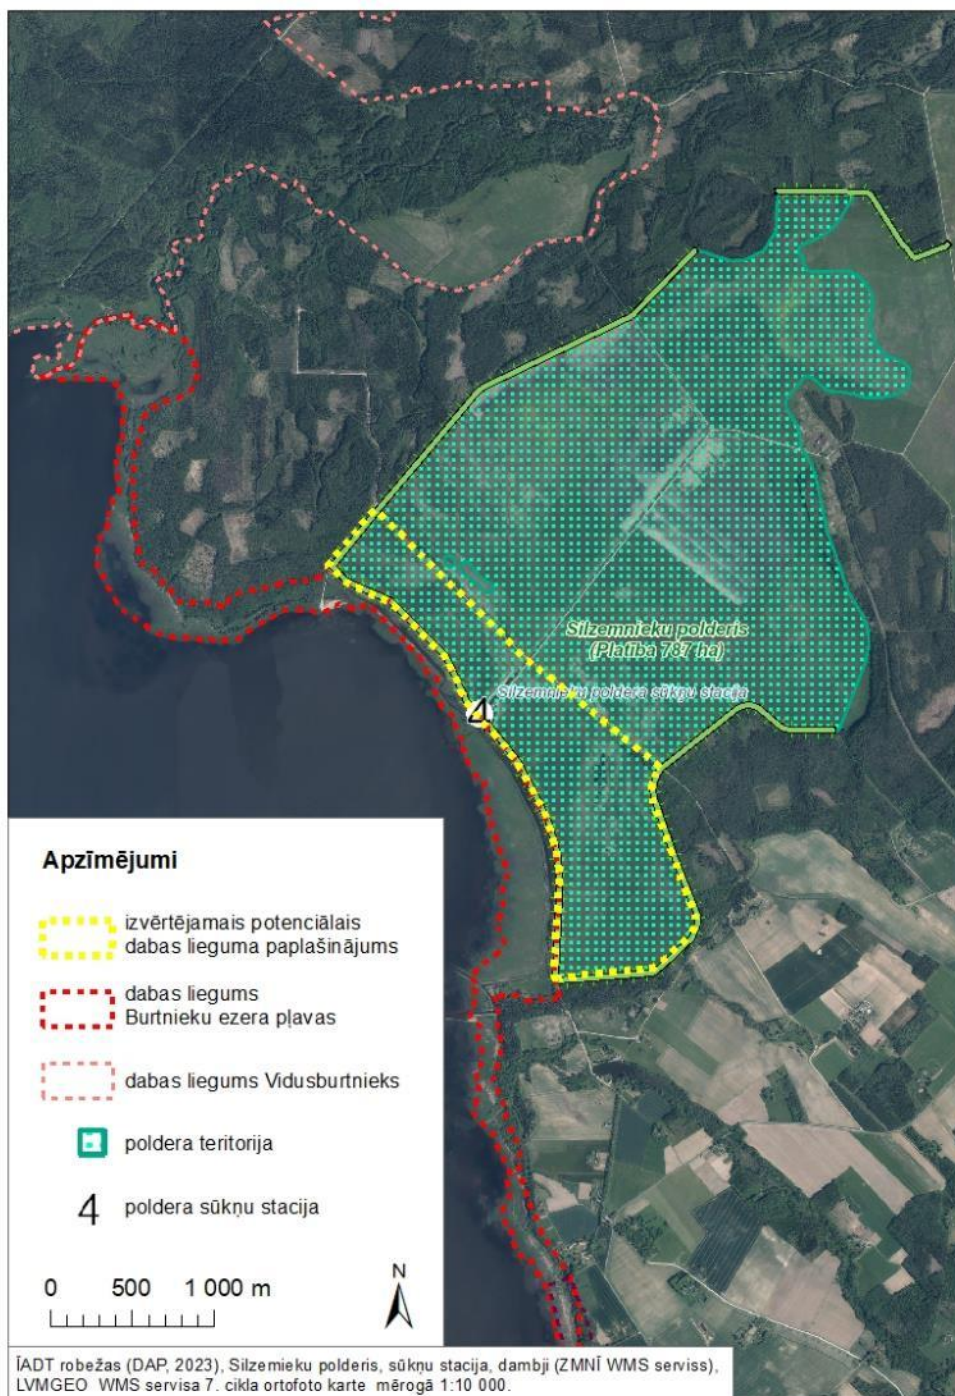 Silzemnieku polderis
(Platība 787 ha)
Silzemnieku poldera sūkņu stacija
4
Apzīmējumi
izvērtējamais potenciālais
dabas lieguma paplašinājums
dabas liegums
Burtnieku ezera pļavas
dabas liegums Vidusburtnieks
poldera teritorija
4 poldera sūkņu stacija
0 500 1 000 m
N
ĪADT robežas (DAP, 2023), Silzemieku polderis, sūkņu stacija, dambji (ZMNĪ WMS serviss),
LVMGEO WMS servisa 7. cikla ortofoto karte mērogā 1:10 000.